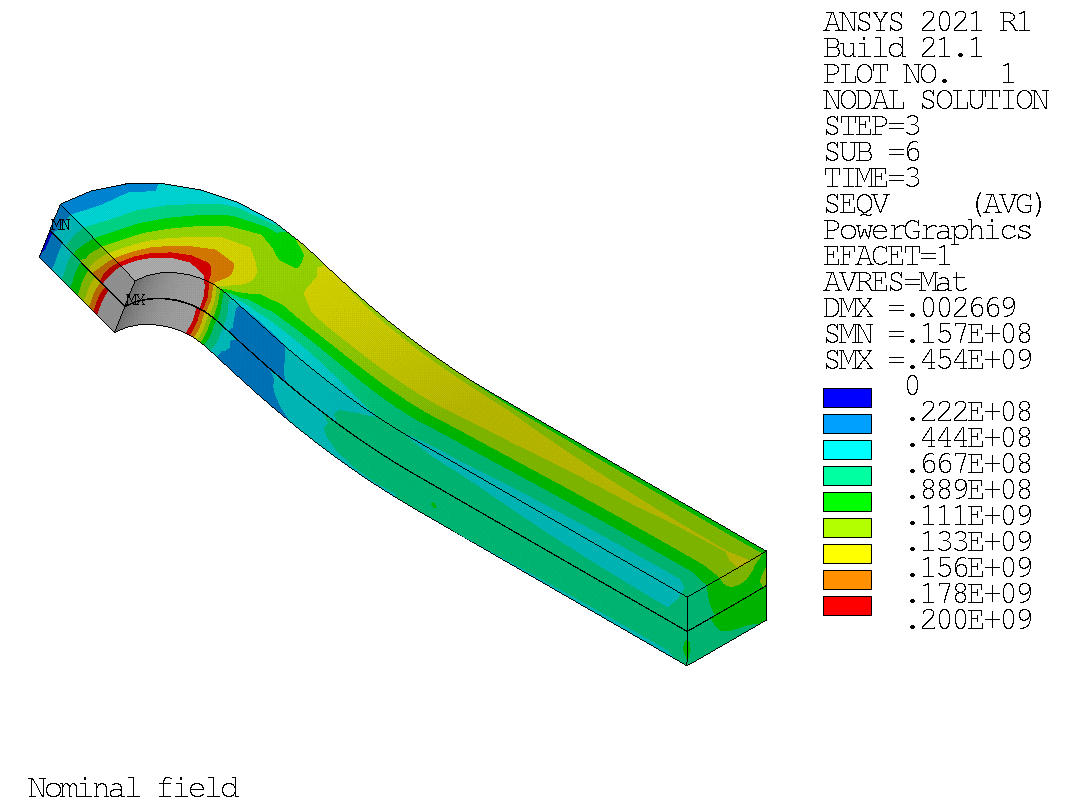 ANSYS 2021 R1
Build 21.1
PLOT NO.   1
NODAL SOLUTION
STEP=3
SUB =6
TIME=3
SEQV     (AVG)
PowerGraphics
EFACET=1
AVRES=Mat
DMX =.002669
SMN =.157E+08
SMX =.454E+09
0
.222E+08
.444E+08
.667E+08
.889E+08
.111E+09
.133E+09
.156E+09
.178E+09
.200E+09
MN
MX
Nominal field